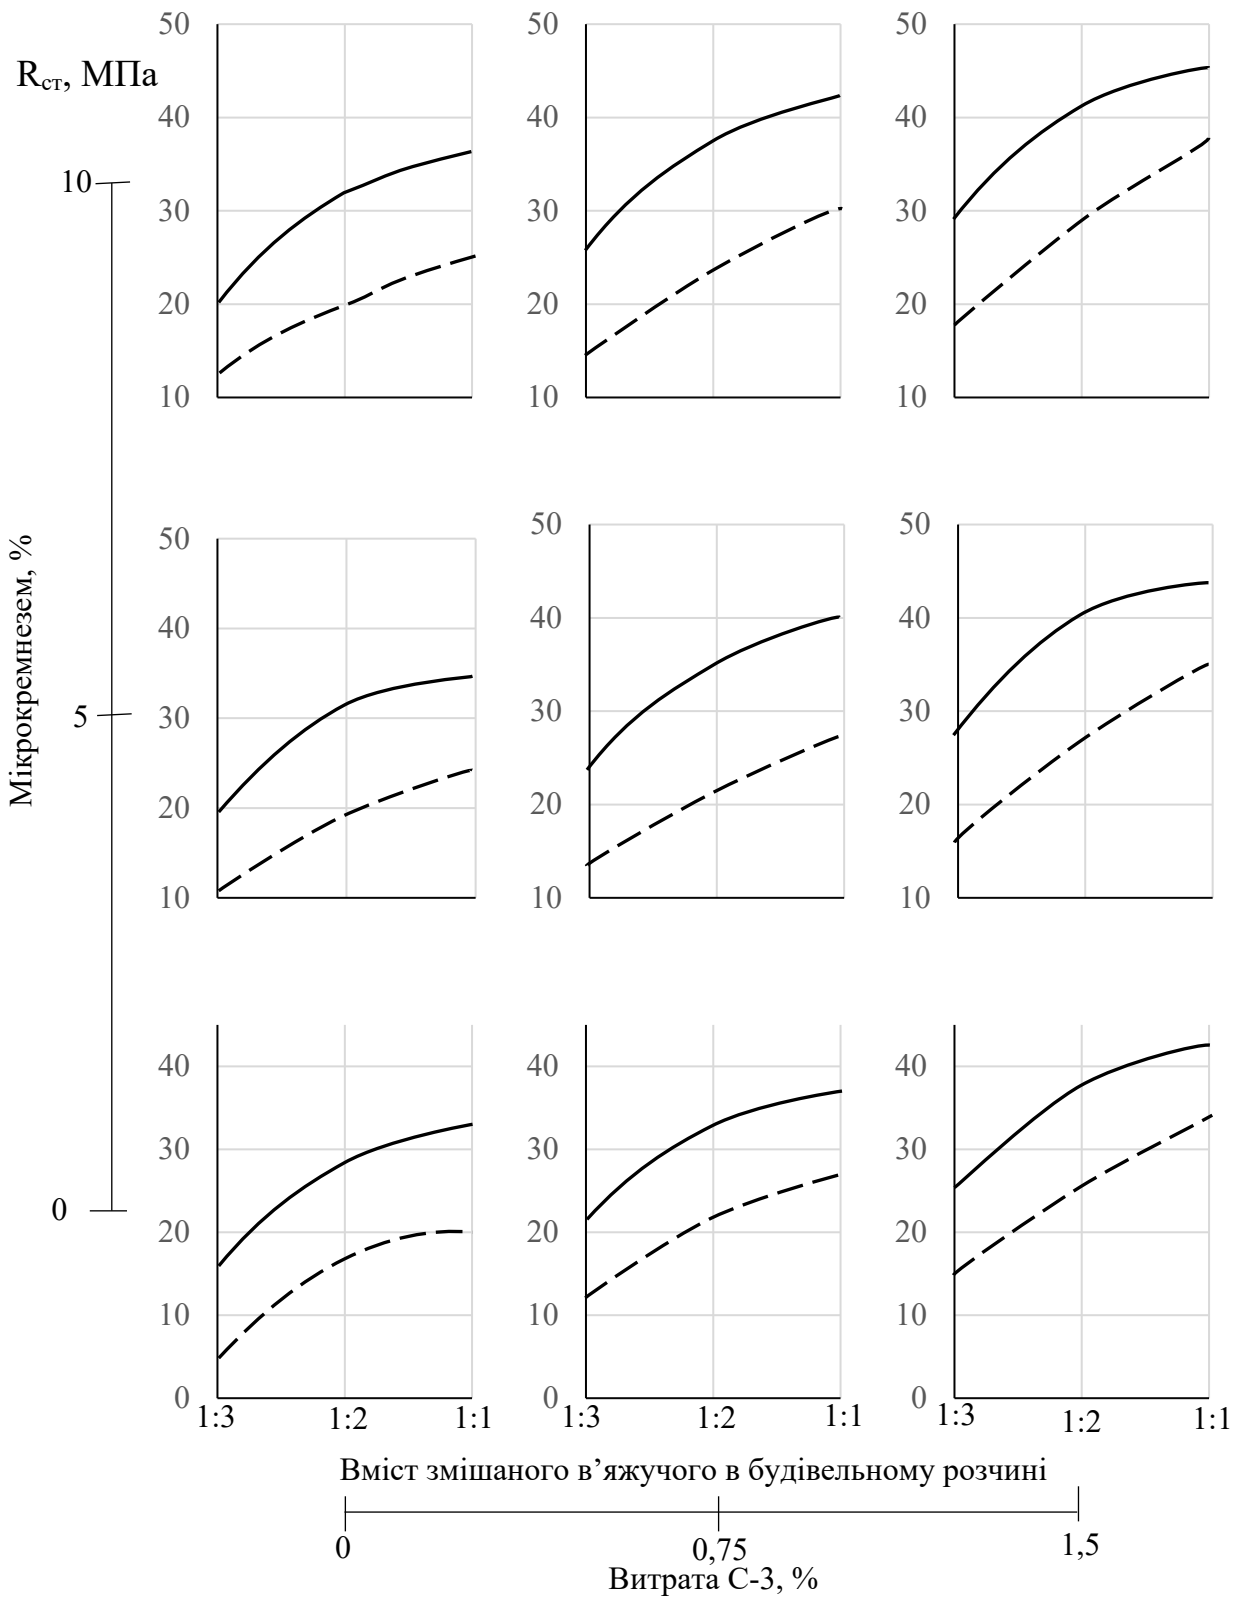 50 50 50
Rст, МПа
40 40 40
10
30 30 30
20 20 20
10 10 10
50 50 50
40 40 40
Мікрокремнезем, %
5
30 30 30
20 20 20
10 10 10
40 40 40
30 30 30
0
20 20 20
10 10 10
0 0 0
1:3 1:2 1:1 1:3 1:2 1:1 1:3 1:2 1:1
Вміст змішаного в’яжучого в будівельному розчині
0 0,75 1,5
Витрата С-3, %